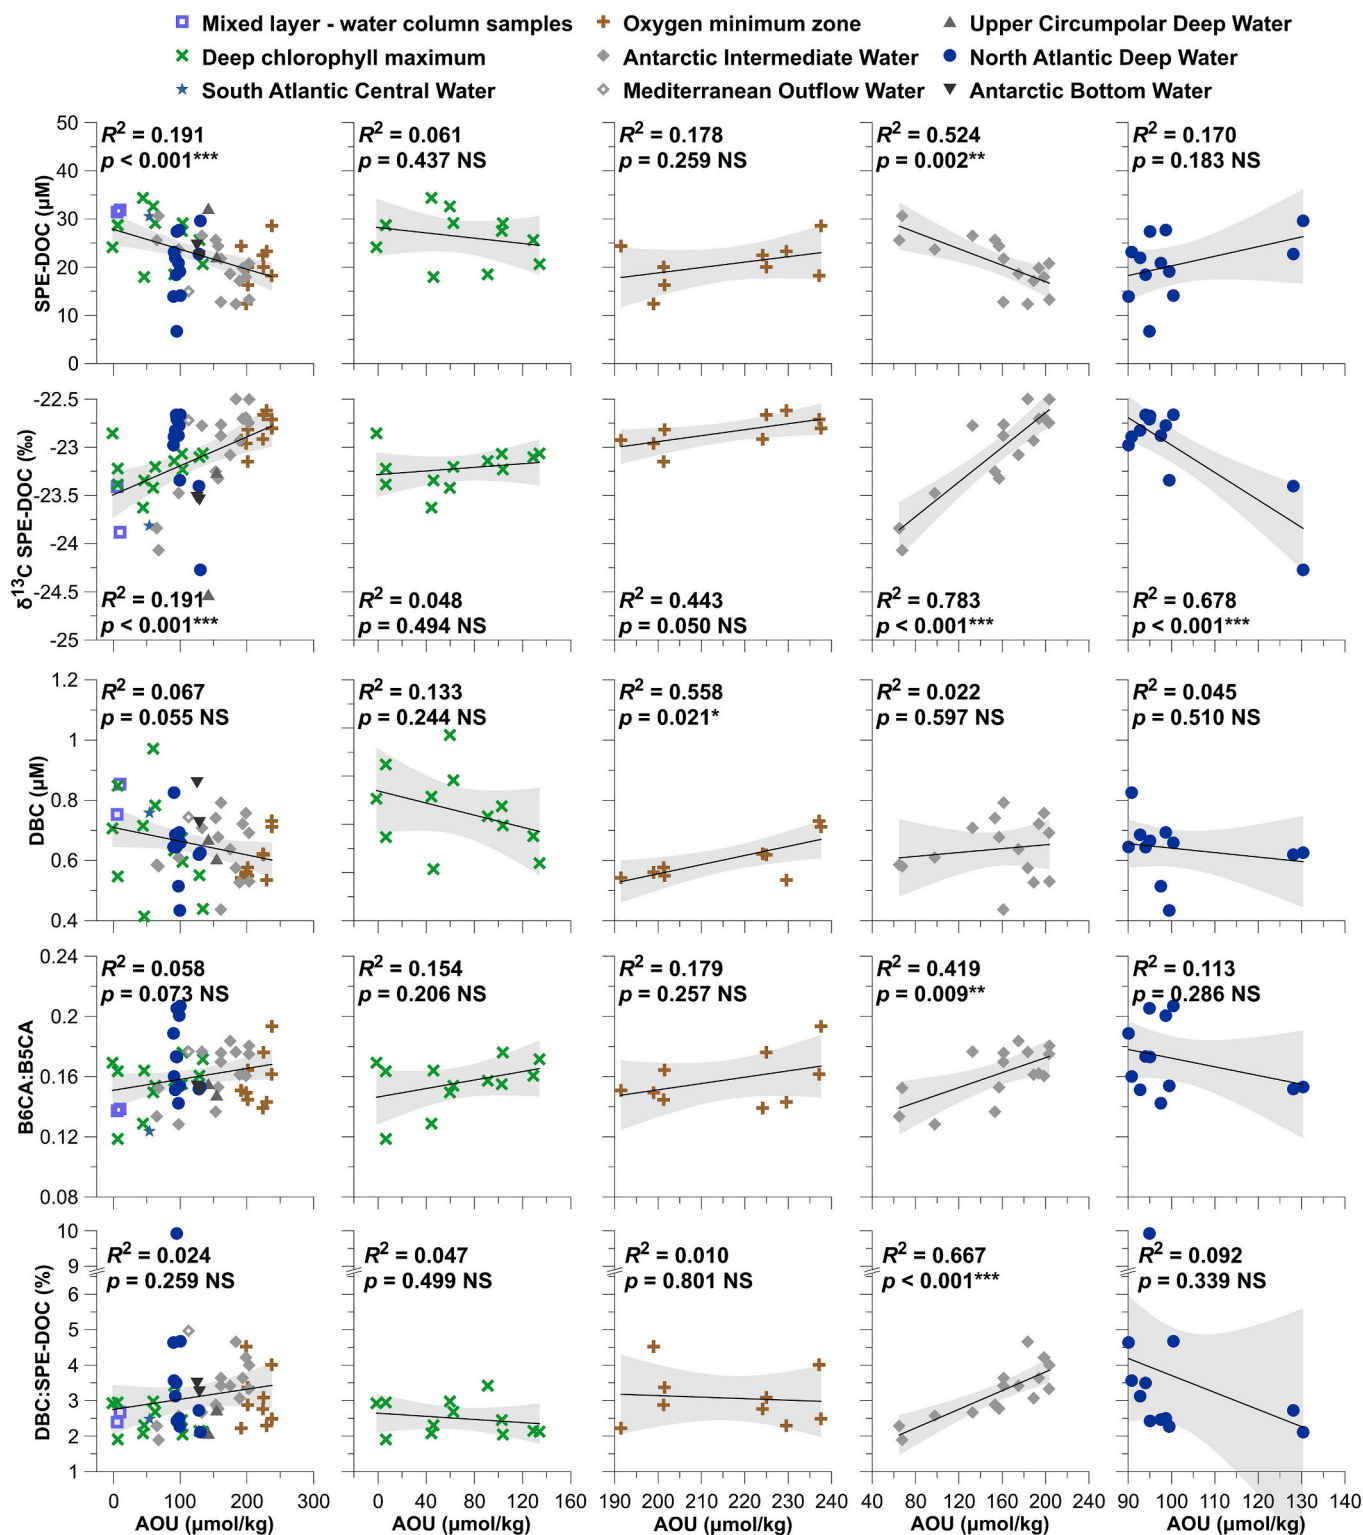 Mixed layer - water column samples
Oxygen minimum zone
Upper Circumpolar Deep Water
Deep chlorophyll maximum
Antarctic Intermediate Water
North Atlantic Deep Water
South Atlantic Central Water
Mediterranean Outflow Water
Antarctic Bottom Water
SPE-DOC (µM)
50
40
30
20
10
0
R² = 0.191
p < 0.001***
R² = 0.061
p = 0.437 NS
R² = 0.178
p = 0.259 NS
R² = 0.524
p = 0.002**
R² = 0.170
p = 0.183 NS
δ¹³C SPE-DOC (‰)
-22.5
-23
-23.5
-24
-24.5
-25
R² = 0.191
p < 0.001***
R² = 0.048
p = 0.494 NS
R² = 0.443
p = 0.050 NS
R² = 0.783
p < 0.001***
R² = 0.678
p < 0.001***
DBC (µM)
1.2
1
0.8
0.6
0.4
R² = 0.067
p = 0.055 NS
R² = 0.133
p = 0.244 NS
R² = 0.558
p = 0.021*
R² = 0.022
p = 0.597 NS
R² = 0.045
p = 0.510 NS
B6CA:B5CA
0.24
0.2
0.16
0.12
0.08
R² = 0.058
p = 0.073 NS
R² = 0.154
p = 0.206 NS
R² = 0.179
p = 0.257 NS
R² = 0.419
p = 0.009**
R² = 0.113
p = 0.286 NS
DBC:SPE-DOC (%)
10
9
6
5
4
3
2
1
R² = 0.024
p = 0.259 NS
R² = 0.047
p = 0.499 NS
R² = 0.010
p = 0.801 NS
R² = 0.667
p < 0.001***
R² = 0.092
p = 0.339 NS
0 100 200 300
0 40 80 120 160
190 200 210 220 230 240
40 80 120 160 200 240
90 100 110 120 130 140
AOU (µmol/kg)
AOU (µmol/kg)
AOU (µmol/kg)
AOU (µmol/kg)
AOU (µmol/kg)